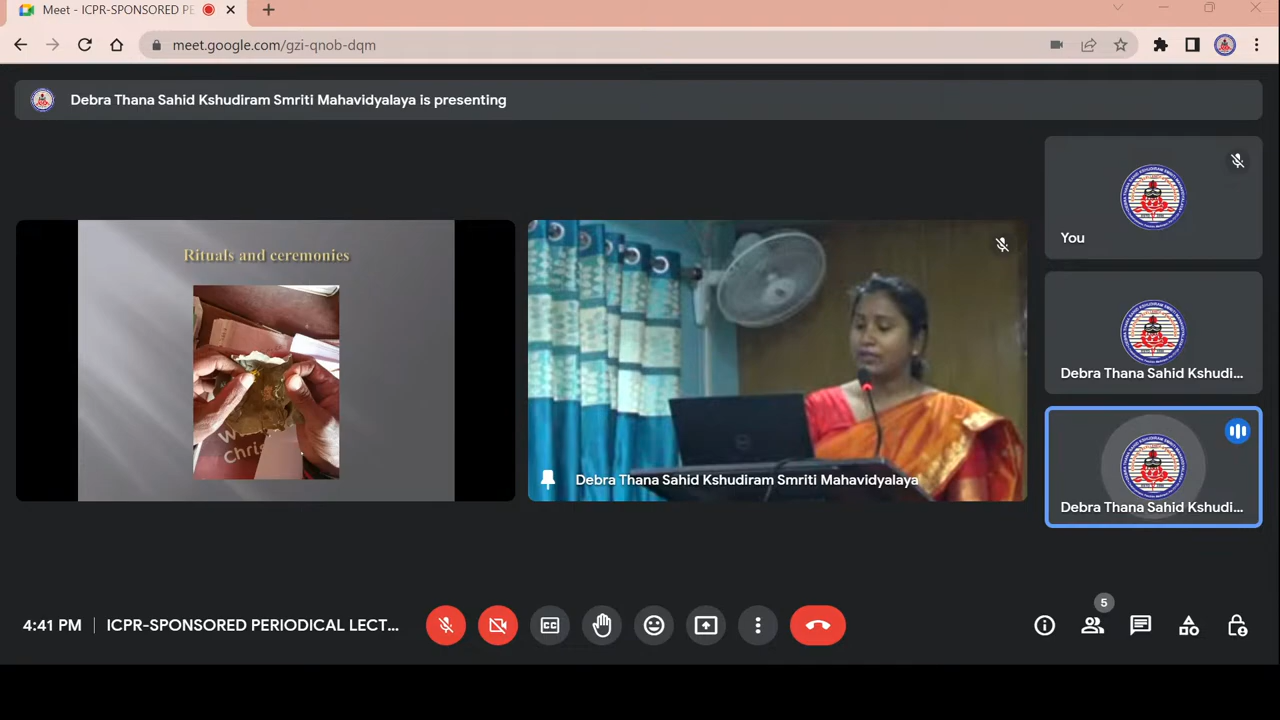 Meet - ICPR-SPONSORED PE
meet.google.com/gzi-qnob-dqm
Debra Thana Sahid Kshudiram Smriti Mahavidyalaya is presenting
Rituals and ceremonies
Debra Thana Sahid Kshudiram Smriti Mahavidyalaya
You
Debra Thana Sahid Kshudi...
Debra Thana Sahid Kshudi...
4:41 PM | ICPR-SPONSORED PERIODICAL LECT...
CC
5